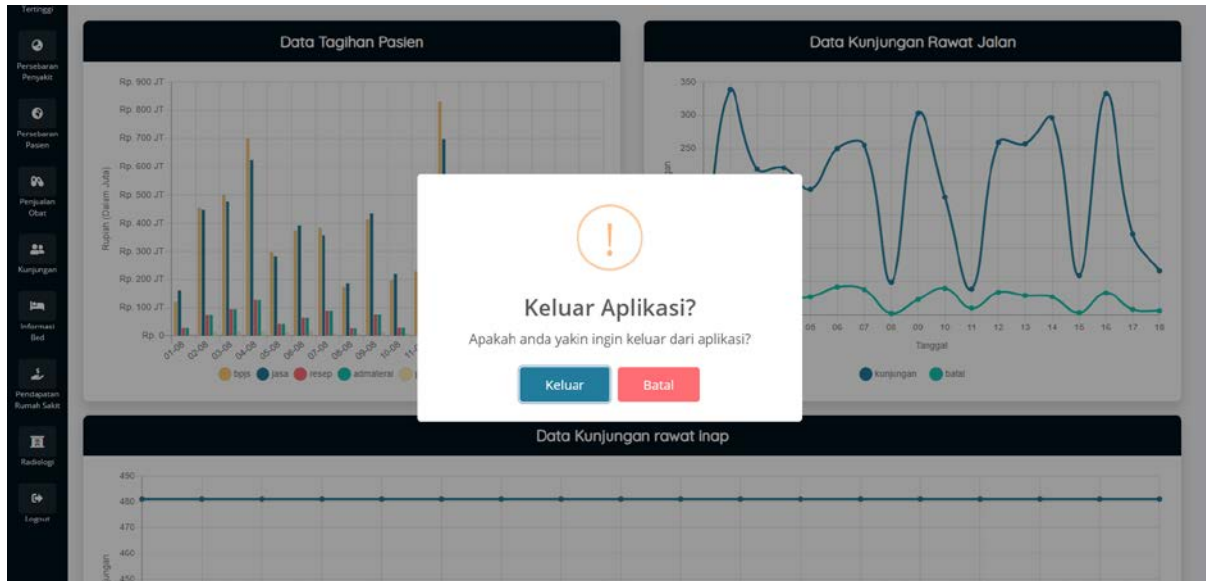 Tertinggi
Persebaran
Penyakit
Persebaran
Pasien
Penjualan
Obat
Kunjungan
Informasi
Bed
Pendapatan
Rumah Sakit
Radiologi
Logout
Data Tagihan Pasien
Rp. 900 JT
Rp. 800 JT
Rp. 700 JT
Rp. 600 JT
Rp. 500 JT
Rp. 400 JT
Rp. 300 JT
Rp. 200 JT
Rp. 100 JT
Rp. 0
Rupiah (Dalam Juta)
01-08 02-08 03-08 04-08 05-08 06-08 07-08 08-08 09-08 10-08
bpjs jasa resep admaterai
Data Kunjungan Rawat Jalan
350
300
250
05 06 07 08 09 10 11 12 13 14 15 16 17 18
Tanggal
kunjungan batal
!
Keluar Aplikasi?
Apakah anda yakin ingin keluar dari aplikasi?
Keluar Batal
Data Kunjungan rawat Inap
490
480
470
460
450